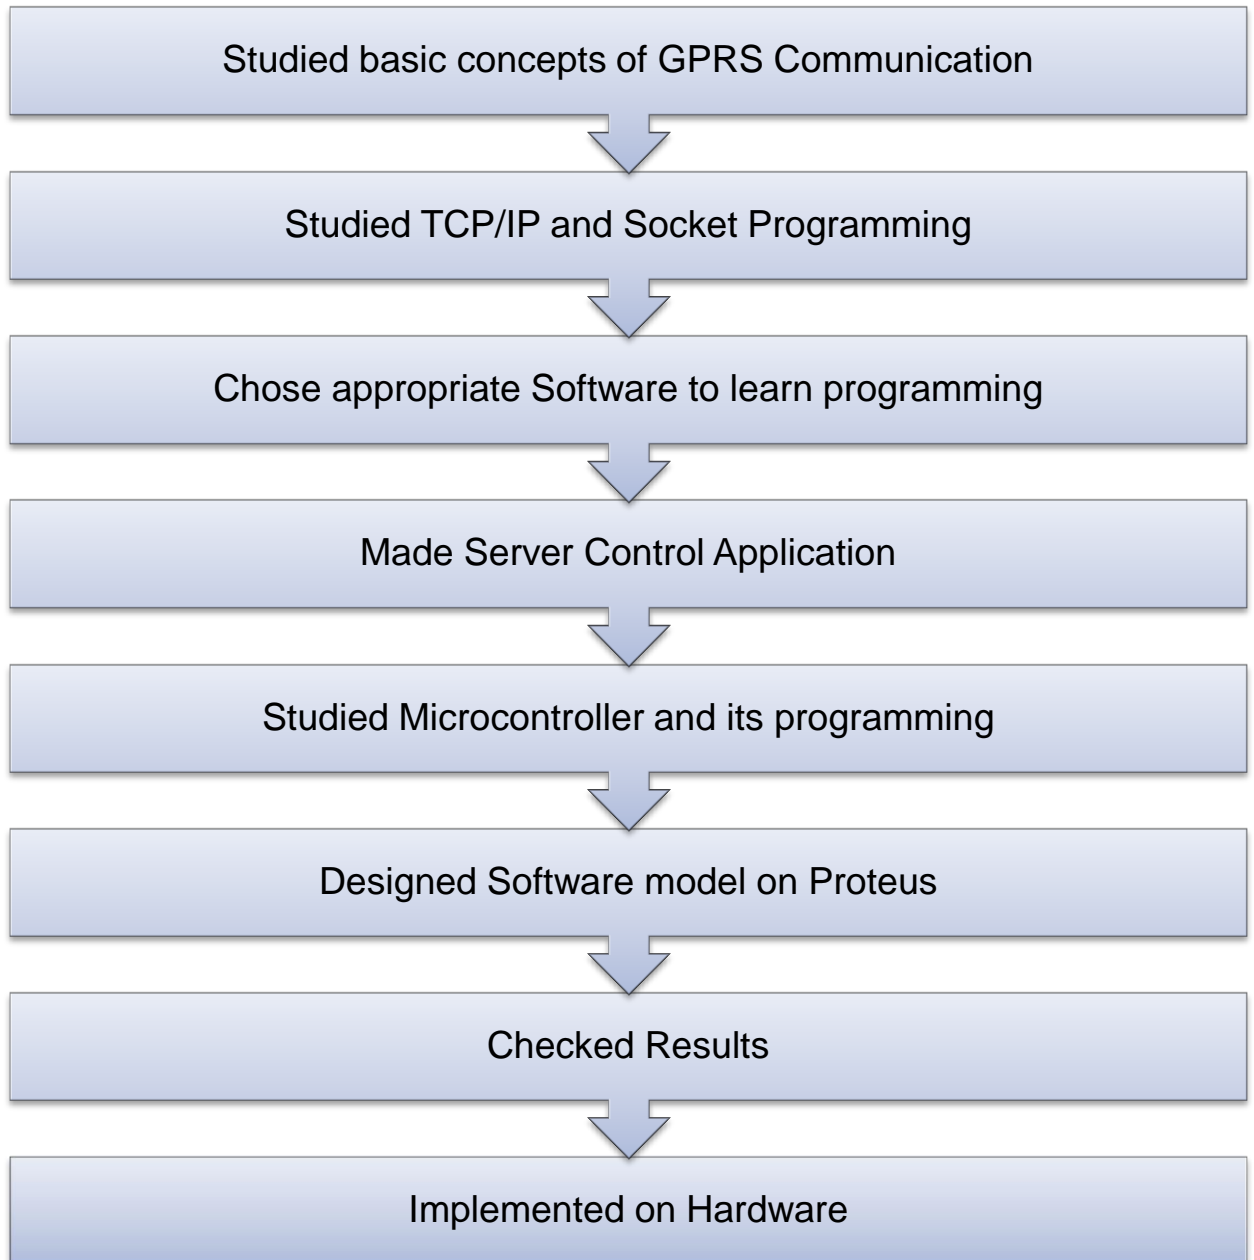 Studied basic concepts of GPRS Communication
Studied TCP/IP and Socket Programming
Chose appropriate Software to learn programming
Made Server Control Application
Studied Microcontroller and its programming
Designed Software model on Proteus
Checked Results
Implemented on Hardware